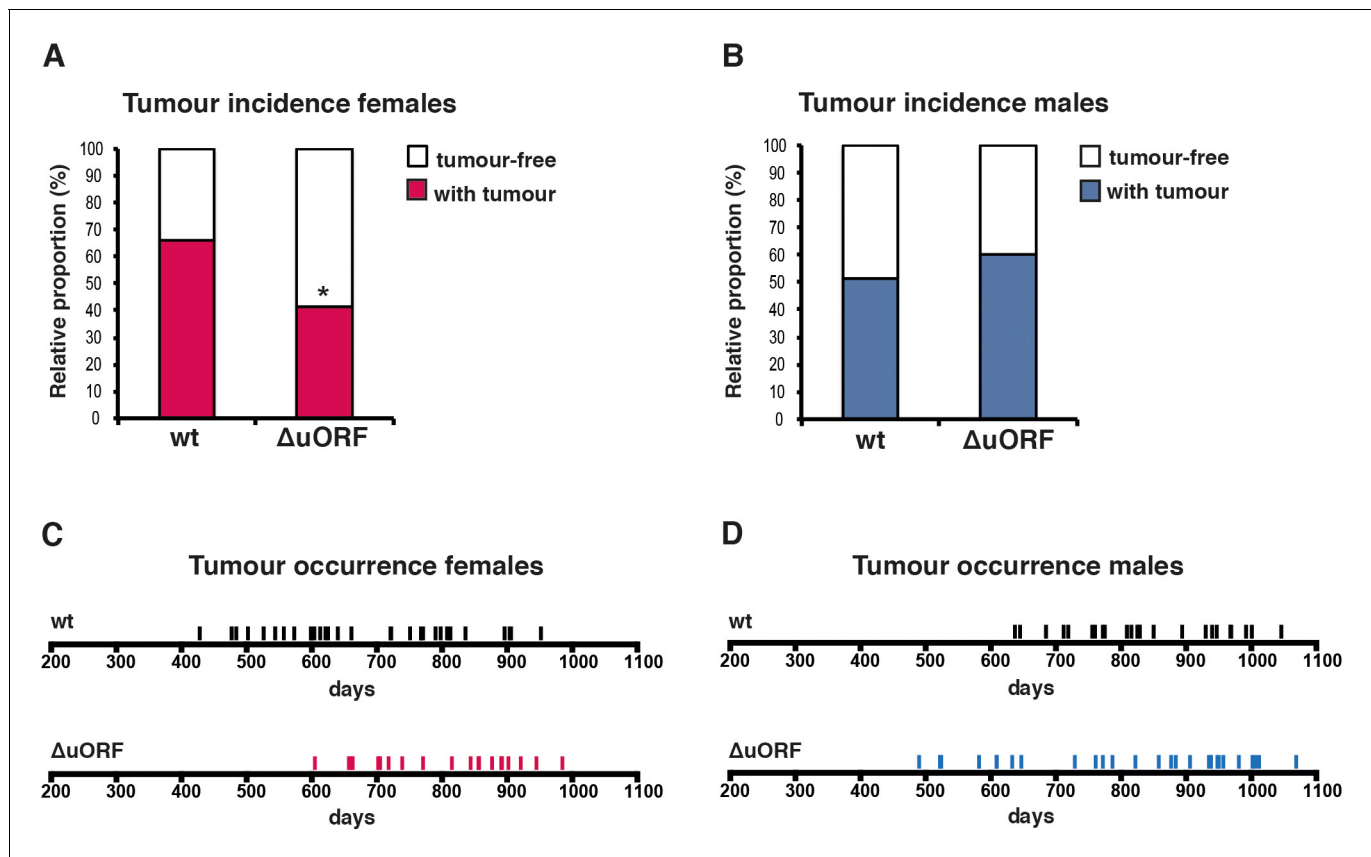 A
Tumour incidence females
Relative proportion (%)
100
90
80
70
60
50
40
30
20
10
0
*
wt ΔuORF
tumour-free
with tumour
B
Tumour incidence males
Relative proportion (%)
100
90
80
70
60
50
40
30
20
10
0
wt ΔuORF
tumour-free
with tumour
C
Tumour occurrence females
wt
200 300 400 500 600 700 800 900 1000 1100
days
ΔuORF
200 300 400 500 600 700 800 900 1000 1100
days
D
Tumour occurrence males
wt
200 300 400 500 600 700 800 900 1000 1100
days
ΔuORF
200 300 400 500 600 700 800 900 1000 1100
days